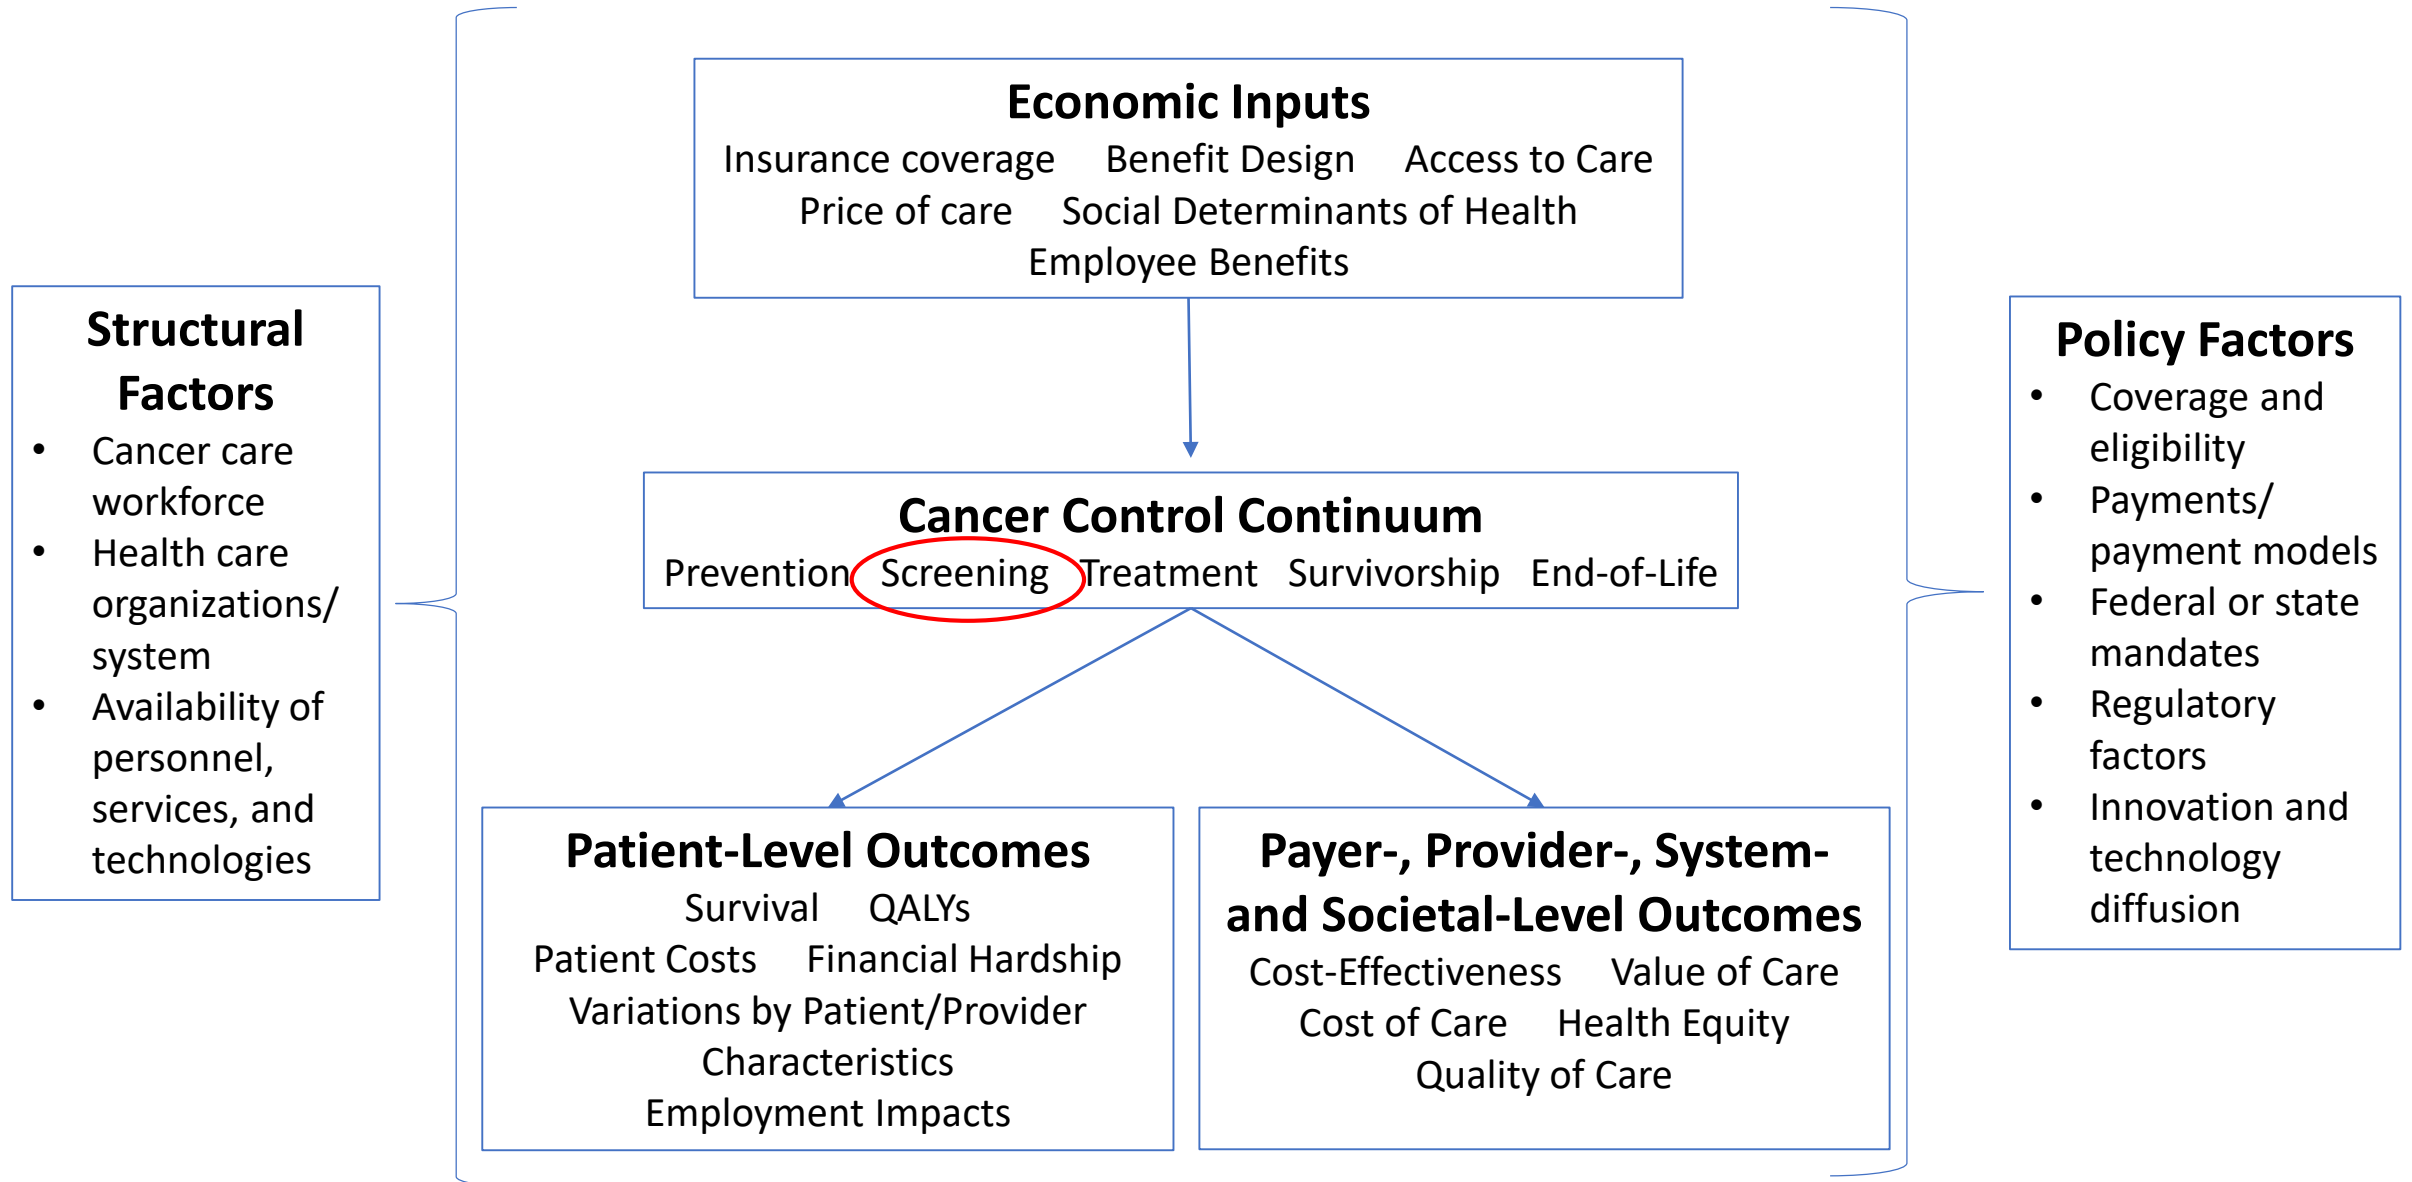 Economic Inputs
Insurance coverage Benefit Design Access to Care
Price of care Social Determinants of Health
Employee Benefits
Structural
Factors
• Cancer care
workforce
• Health care
organizations/
system
• Availability of
personnel,
services, and
technologies
Cancer Control Continuum
Prevention Screening Treatment Survivorship End-of-Life
Patient-Level Outcomes
Survival QALYs
Patient Costs Financial Hardship
Variations by Patient/Provider
Characteristics
Employment Impacts
Payer-, Provider-, System-
and Societal-Level Outcomes
Cost-Effectiveness Value of Care
Cost of Care Health Equity
Quality of Care
Policy Factors
• Coverage and
eligibility
• Payments/
payment models
• Federal or state
mandates
• Regulatory
factors
• Innovation and
technology
diffusion